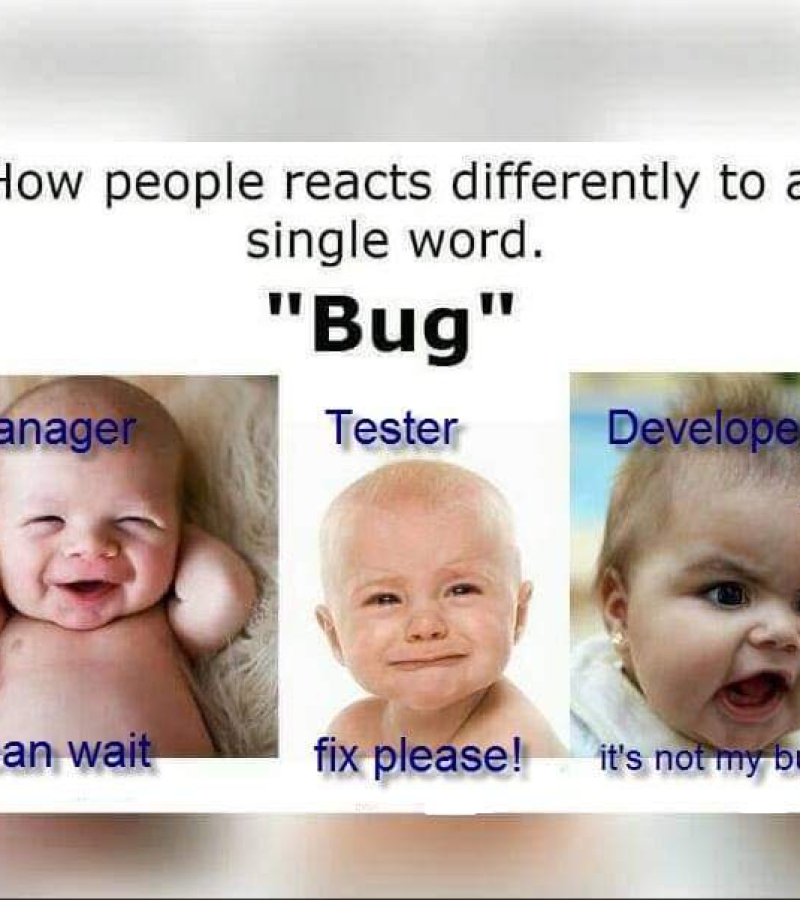 How people reacts differently to a
single word.
"Bug"
anager
Tester
Develope
an wait
fix please!
it's not my bu